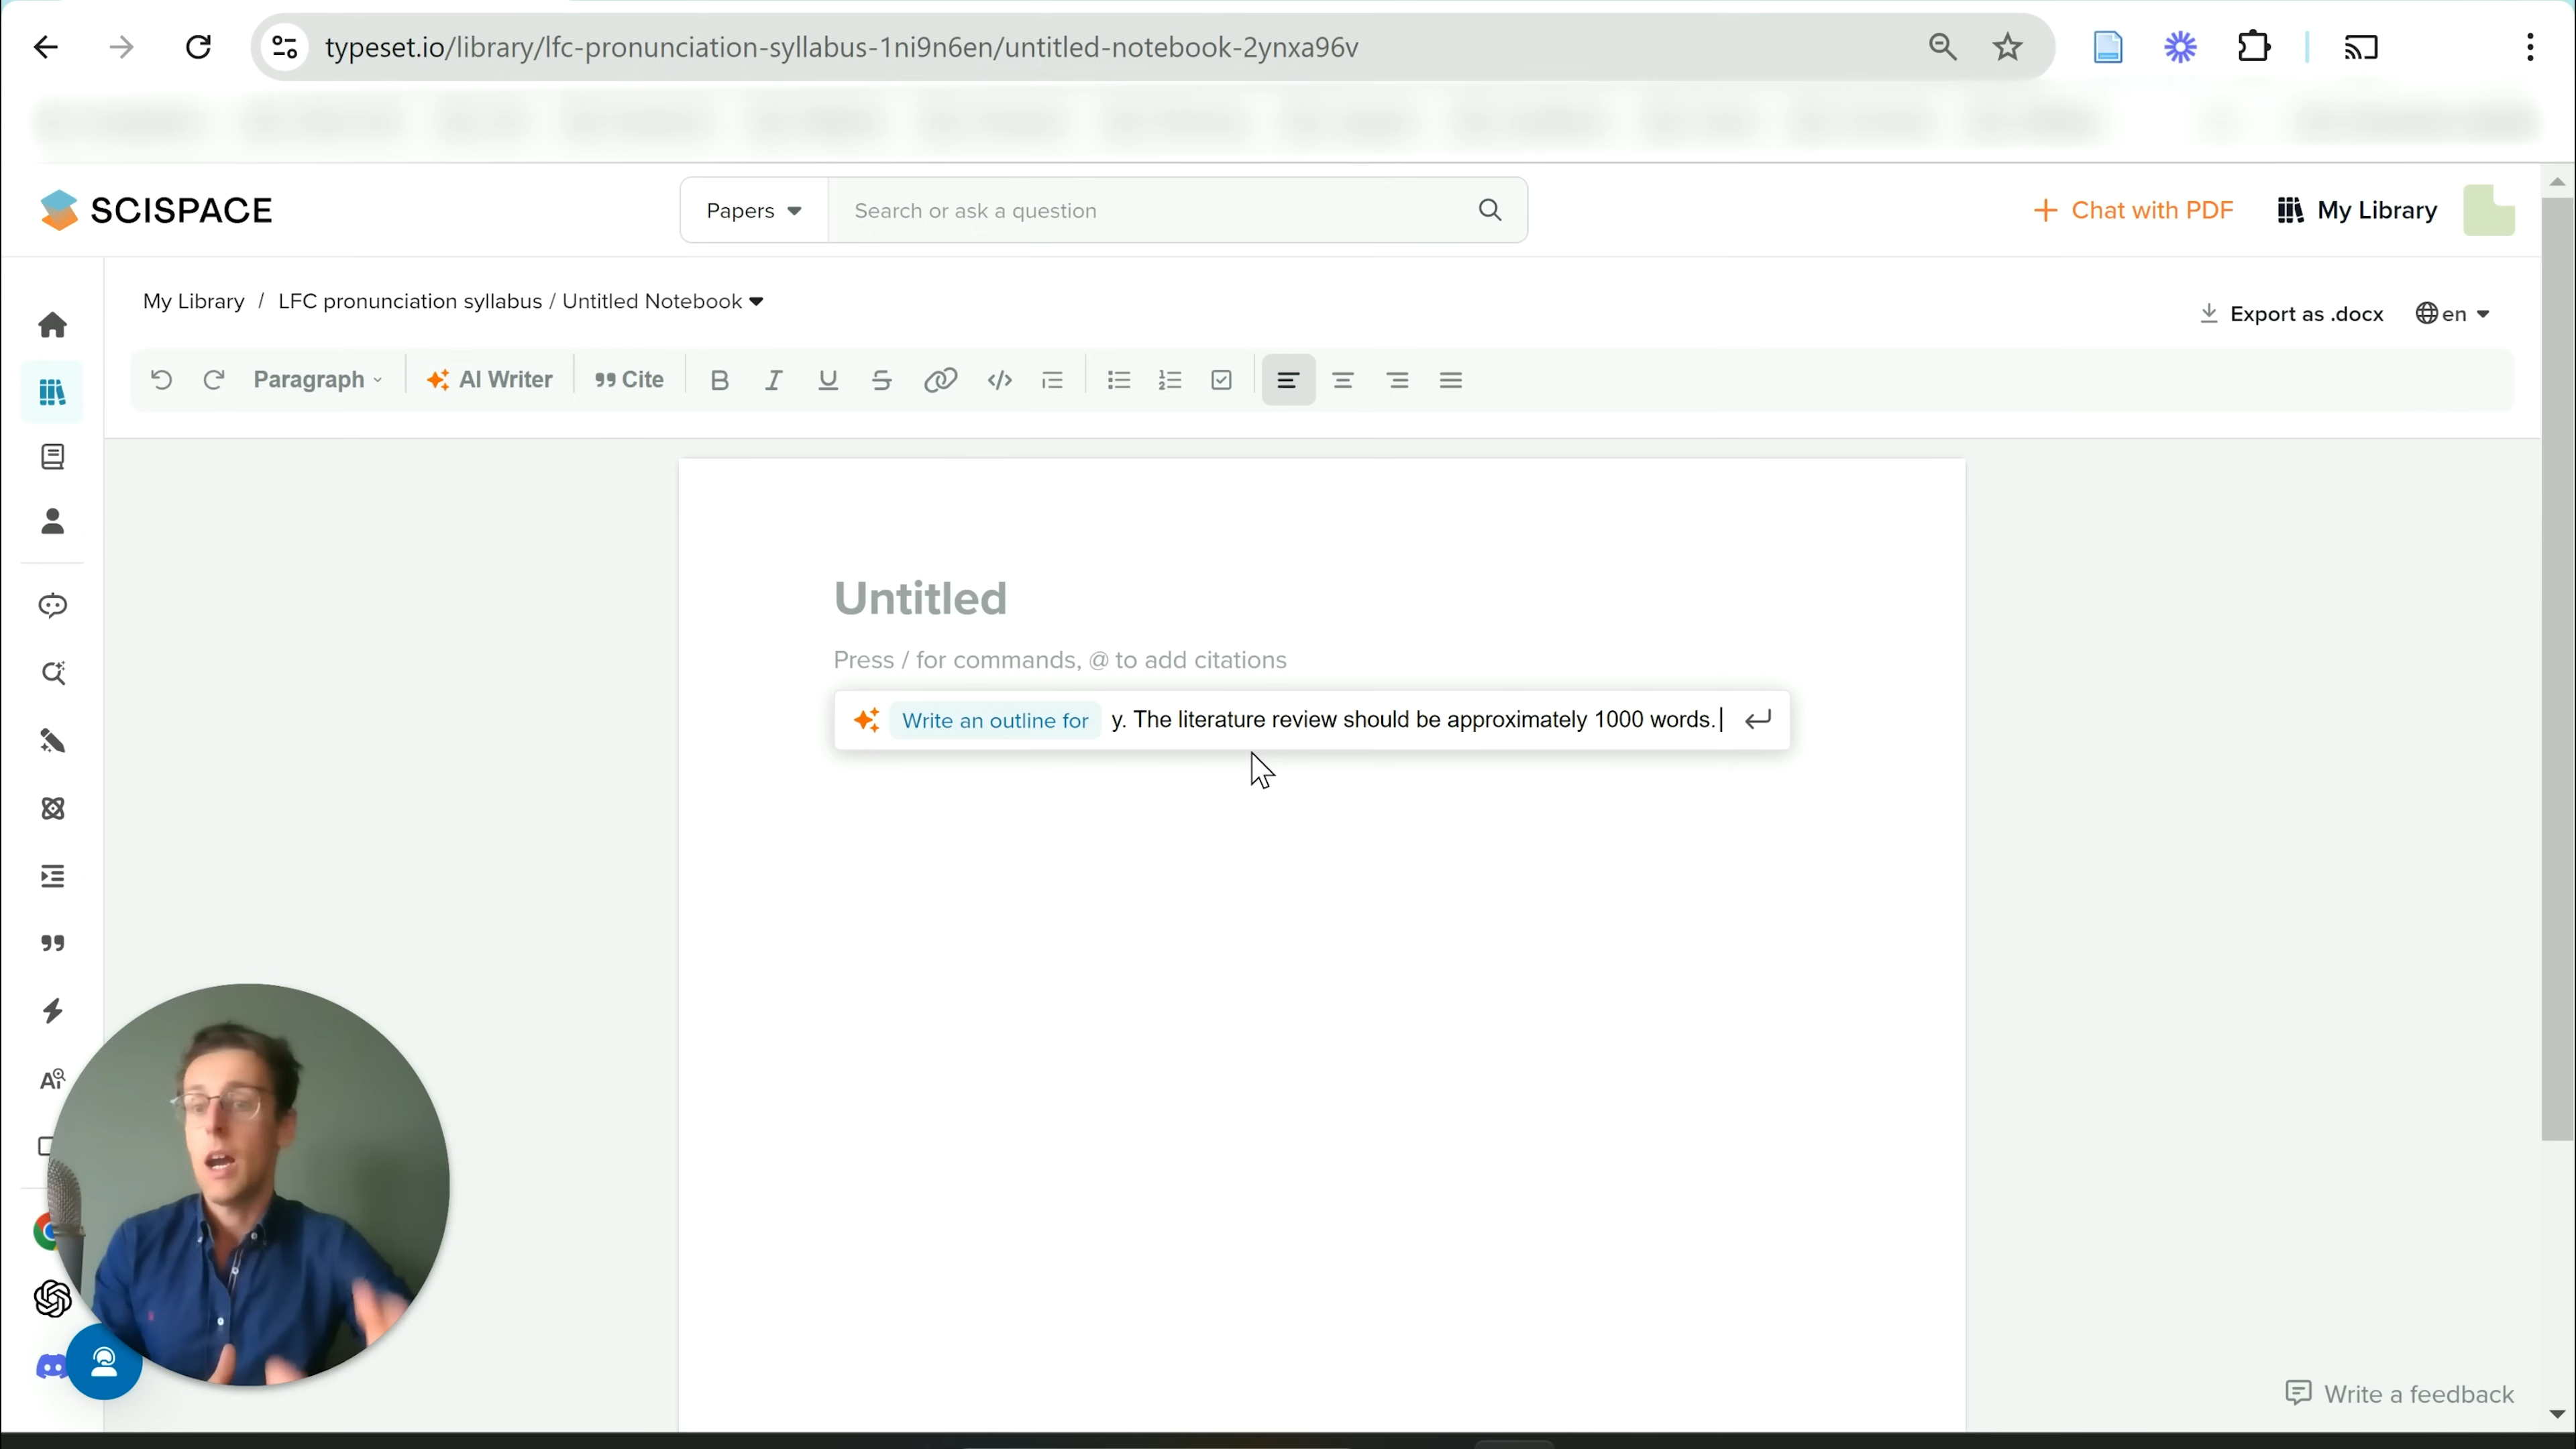 typeset.io/library/lfc-pronunciation-syllabus-1ni9n6en/untitled-notebook-2ynxa96v
SCISPACE
Papers
Search or ask a question
+ Chat with PDF
My Library
My Library / LFC pronunciation syllabus / Untitled Notebook
Export as .docx
en
Paragraph
AI Writer
Cite
B I U S </>
Untitled
Press / for commands, @ to add citations
Write an outline for y. The literature review should be approximately 1000 words.
Write a feedback